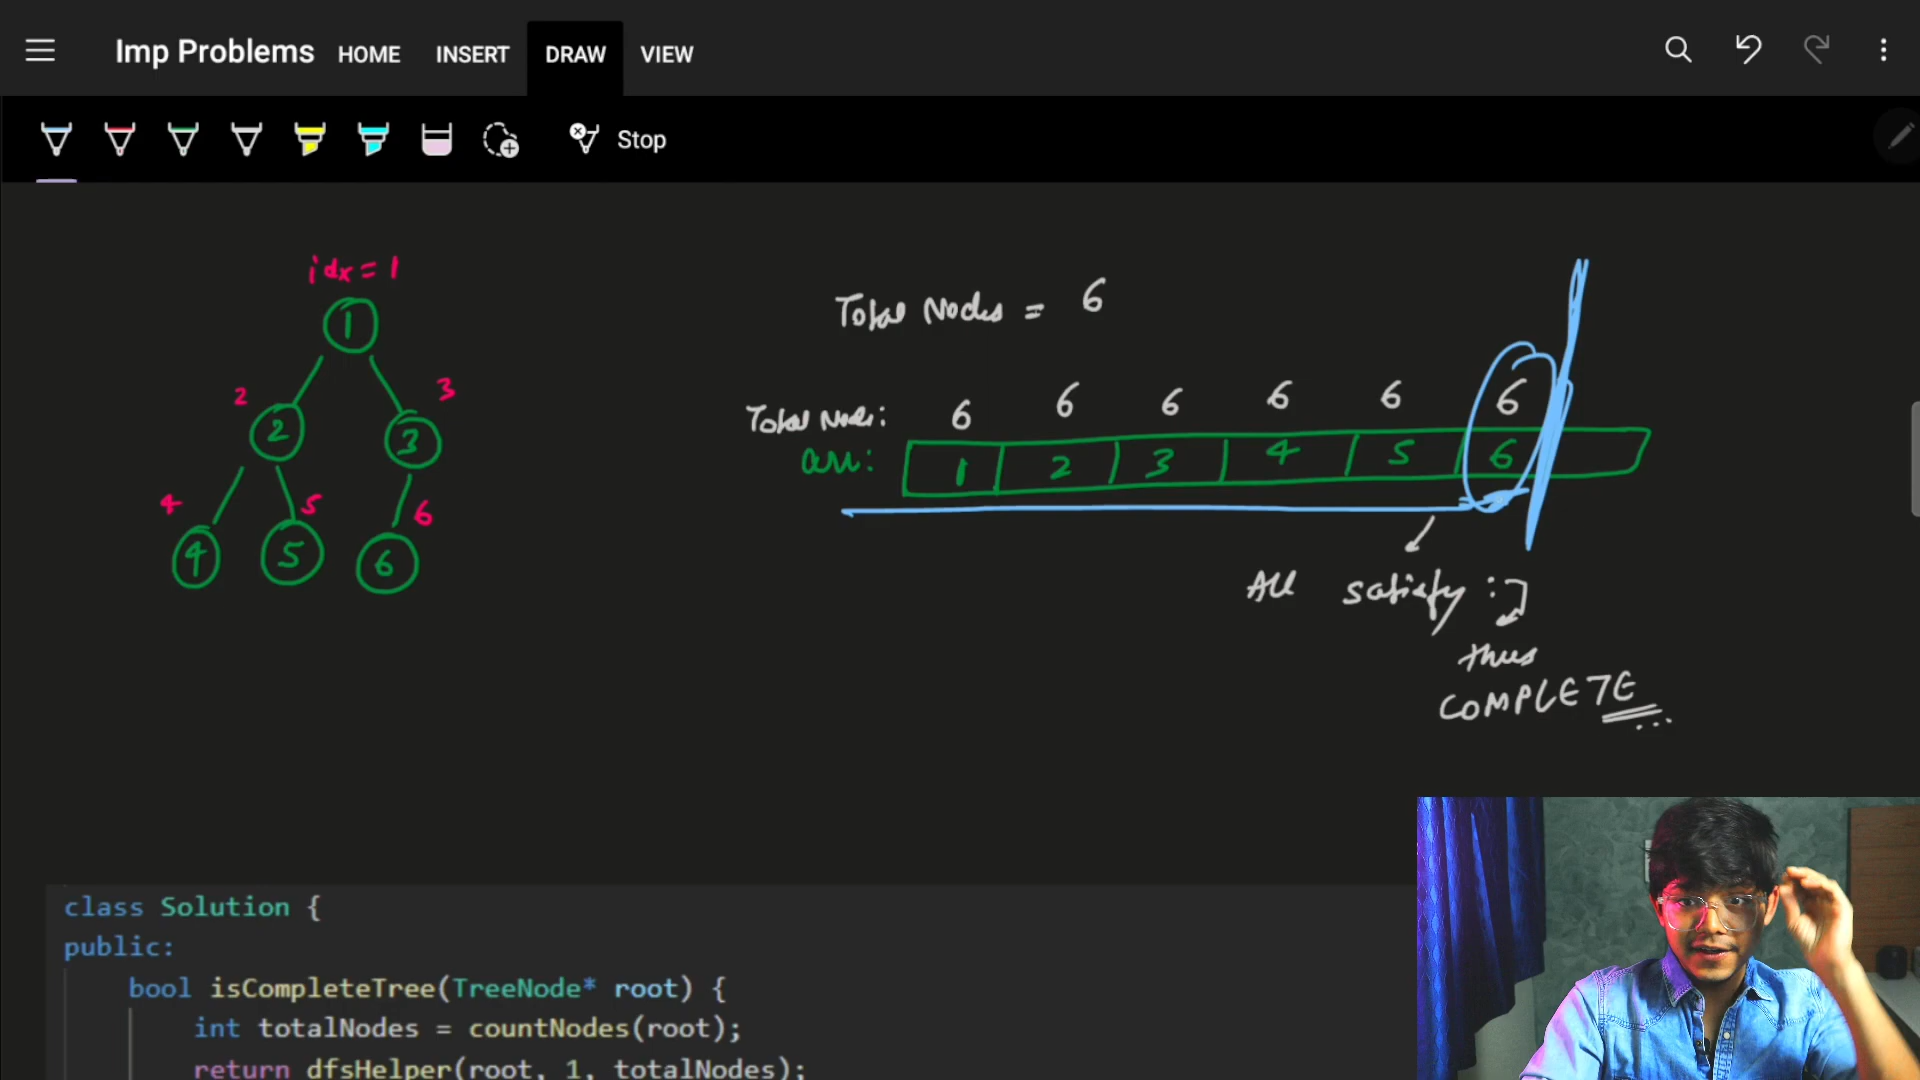 Imp Problems HOME INSERT DRAW VIEW
Stop
idx = 1
1
2 3
2 3
4 5 6
4 5 6
Total Nodes = 6
Total Nodes: 6 6 6 6 6 6
arr: 1 2 3 4 5 6
All satisfy :]
thus
COMPLETE...
class Solution {
public:
bool isCompleteTree(TreeNode* root) {
int totalNodes = countNodes(root);
return dfsHelper(root, 1, totalNodes);